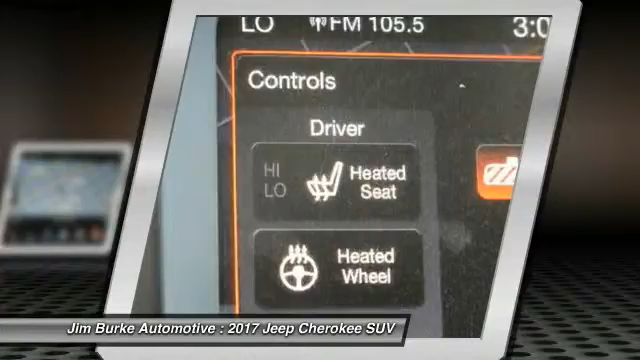 LO FM 105.5 3:0
Controls
Driver
HI
LO
Heated
Seat
Heated
Wheel
Jim Burke Automotive : 2017 Jeep Cherokee SUV